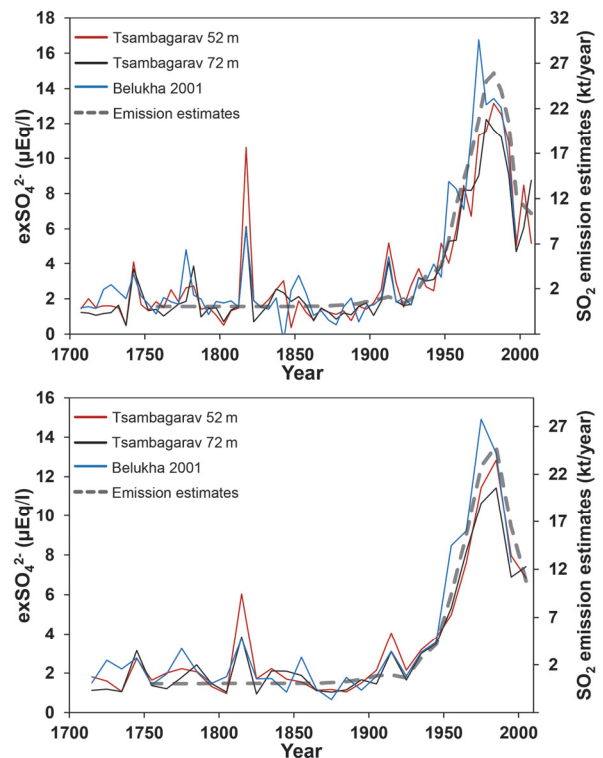 18
16
14
12
10
8
6
4
2
0
exSO₄²⁻ (µEq/l)
Tsambagarav 52 m
Tsambagarav 72 m
Belukha 2001
Emission estimates
32
27
22
17
12
7
2
SO₂ emission estimates (kt/year)
1700 1750 1800 1850 1900 1950 2000
Year
16
14
12
10
8
6
4
2
0
exSO₄²⁻ (µEq/l)
Tsambagarav 52 m
Tsambagarav 72 m
Belukha 2001
Emission estimates
27
22
17
12
7
2
SO₂ emission estimates (kt/year)
1700 1750 1800 1850 1900 1950 2000
Year